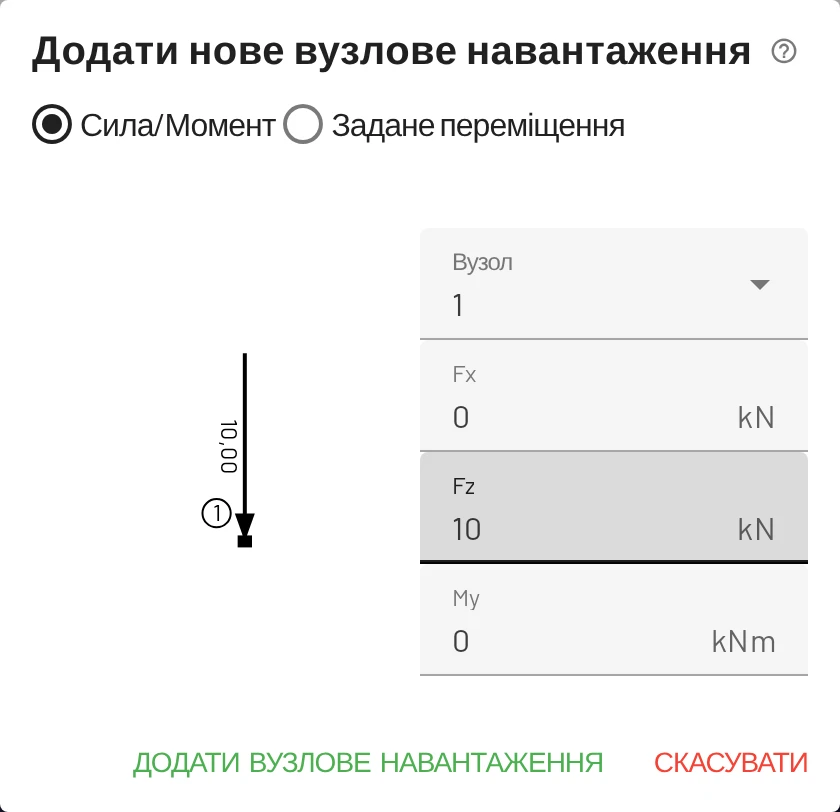 Додати нове вузлове навантаження ?
Сила/Момент Задане переміщення
Вузол
1
Fx
0 kN
10,00
Fz
1
10 kN
My
0 kNm
ДОДАТИ ВУЗЛОВЕ НАВАНТАЖЕННЯ СКАСУВАТИ